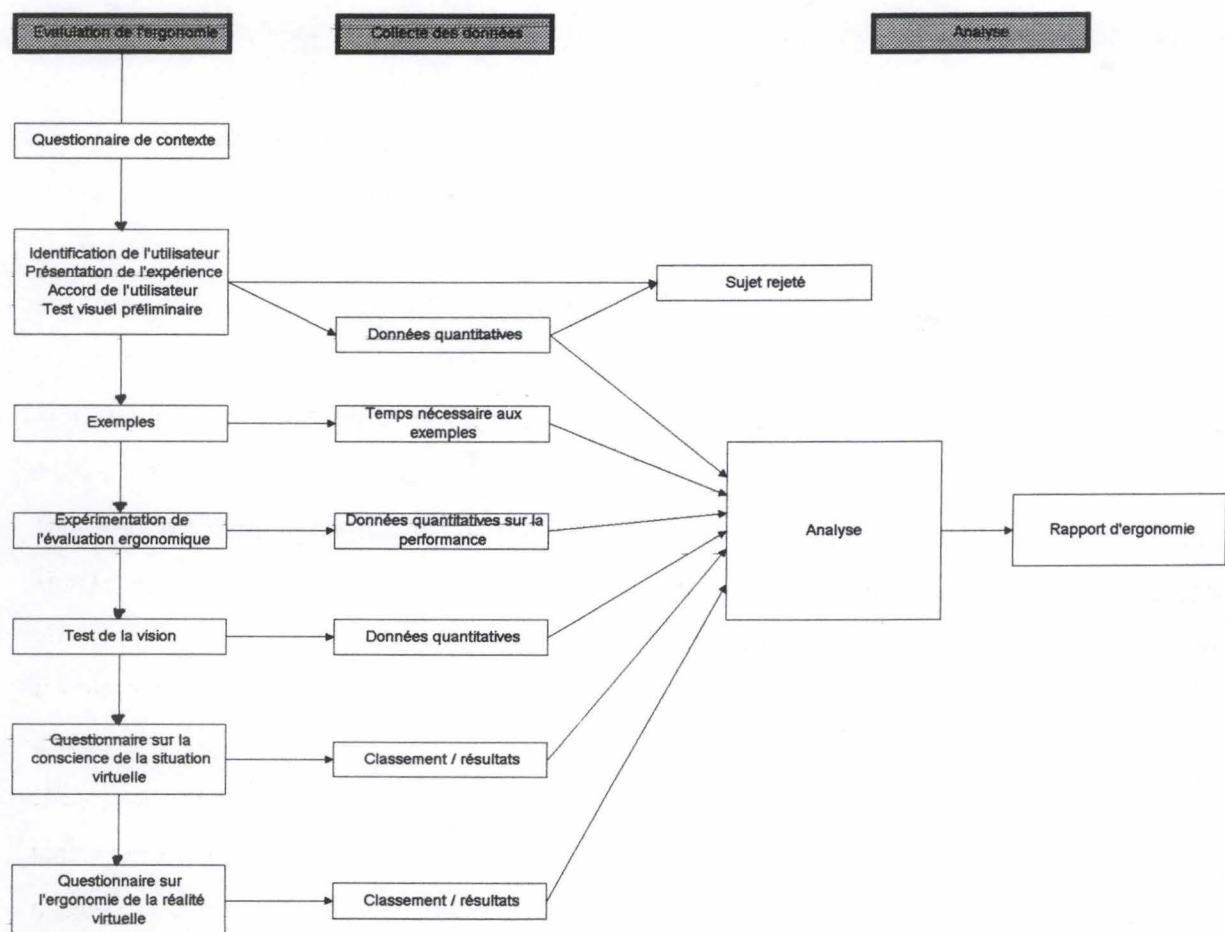 Evalulation de l'ergonomie
Collecte des données
Analyse
Questionnaire de contexte
Identification de l'utilisateur
Présentation de l'expérience
Accord de l'utilisateur
Test visuel préliminaire
Sujet rejeté
Données quantitatives
Exemples
Temps nécessaire aux
exemples
Expérimentation de
l'évaluation ergonomique
Données quantitatives sur la
performance
Analyse
Rapport d'ergonomie
Test de la vision
Données quantitatives
Questionnaire sur la
conscience de la situation
virtuelle
Classement / résultats
Questionnaire sur
l'ergonomie de la réalité
virtuelle
Classement / résultats